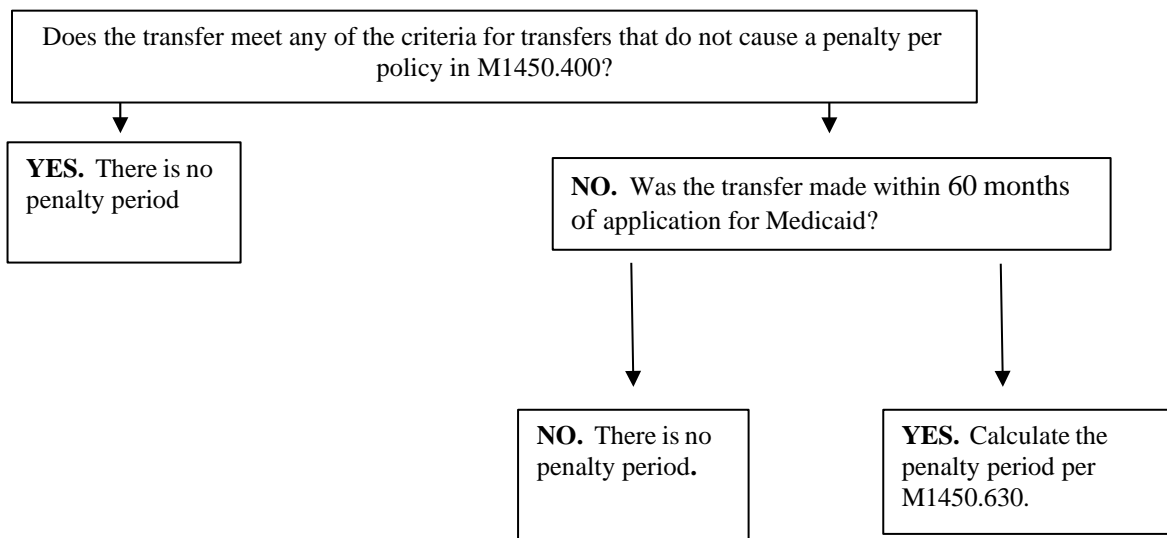 Does the transfer meet any of the criteria for transfers that do not cause a penalty per
policy in M1450.400?
YES. There is no
penalty period
NO. Was the transfer made within 60 months
of application for Medicaid?
NO. There is no
penalty period.
YES. Calculate the
penalty period per
M1450.630.